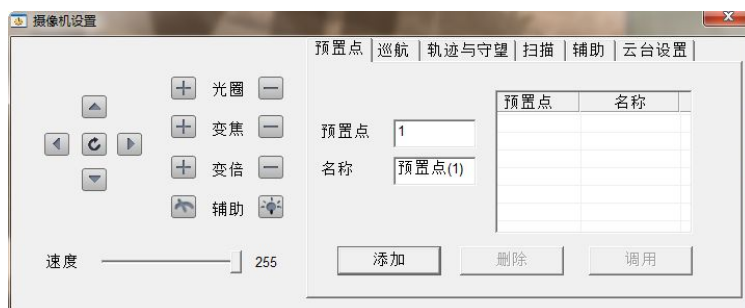 摄像机设置
预置点 巡航 轨迹与守望 扫描 辅助 云台设置
光圈
变焦
变倍
辅助
速度 255
预置点 1
名称 预置点(1)
预置点 名称
添加 删除 调用